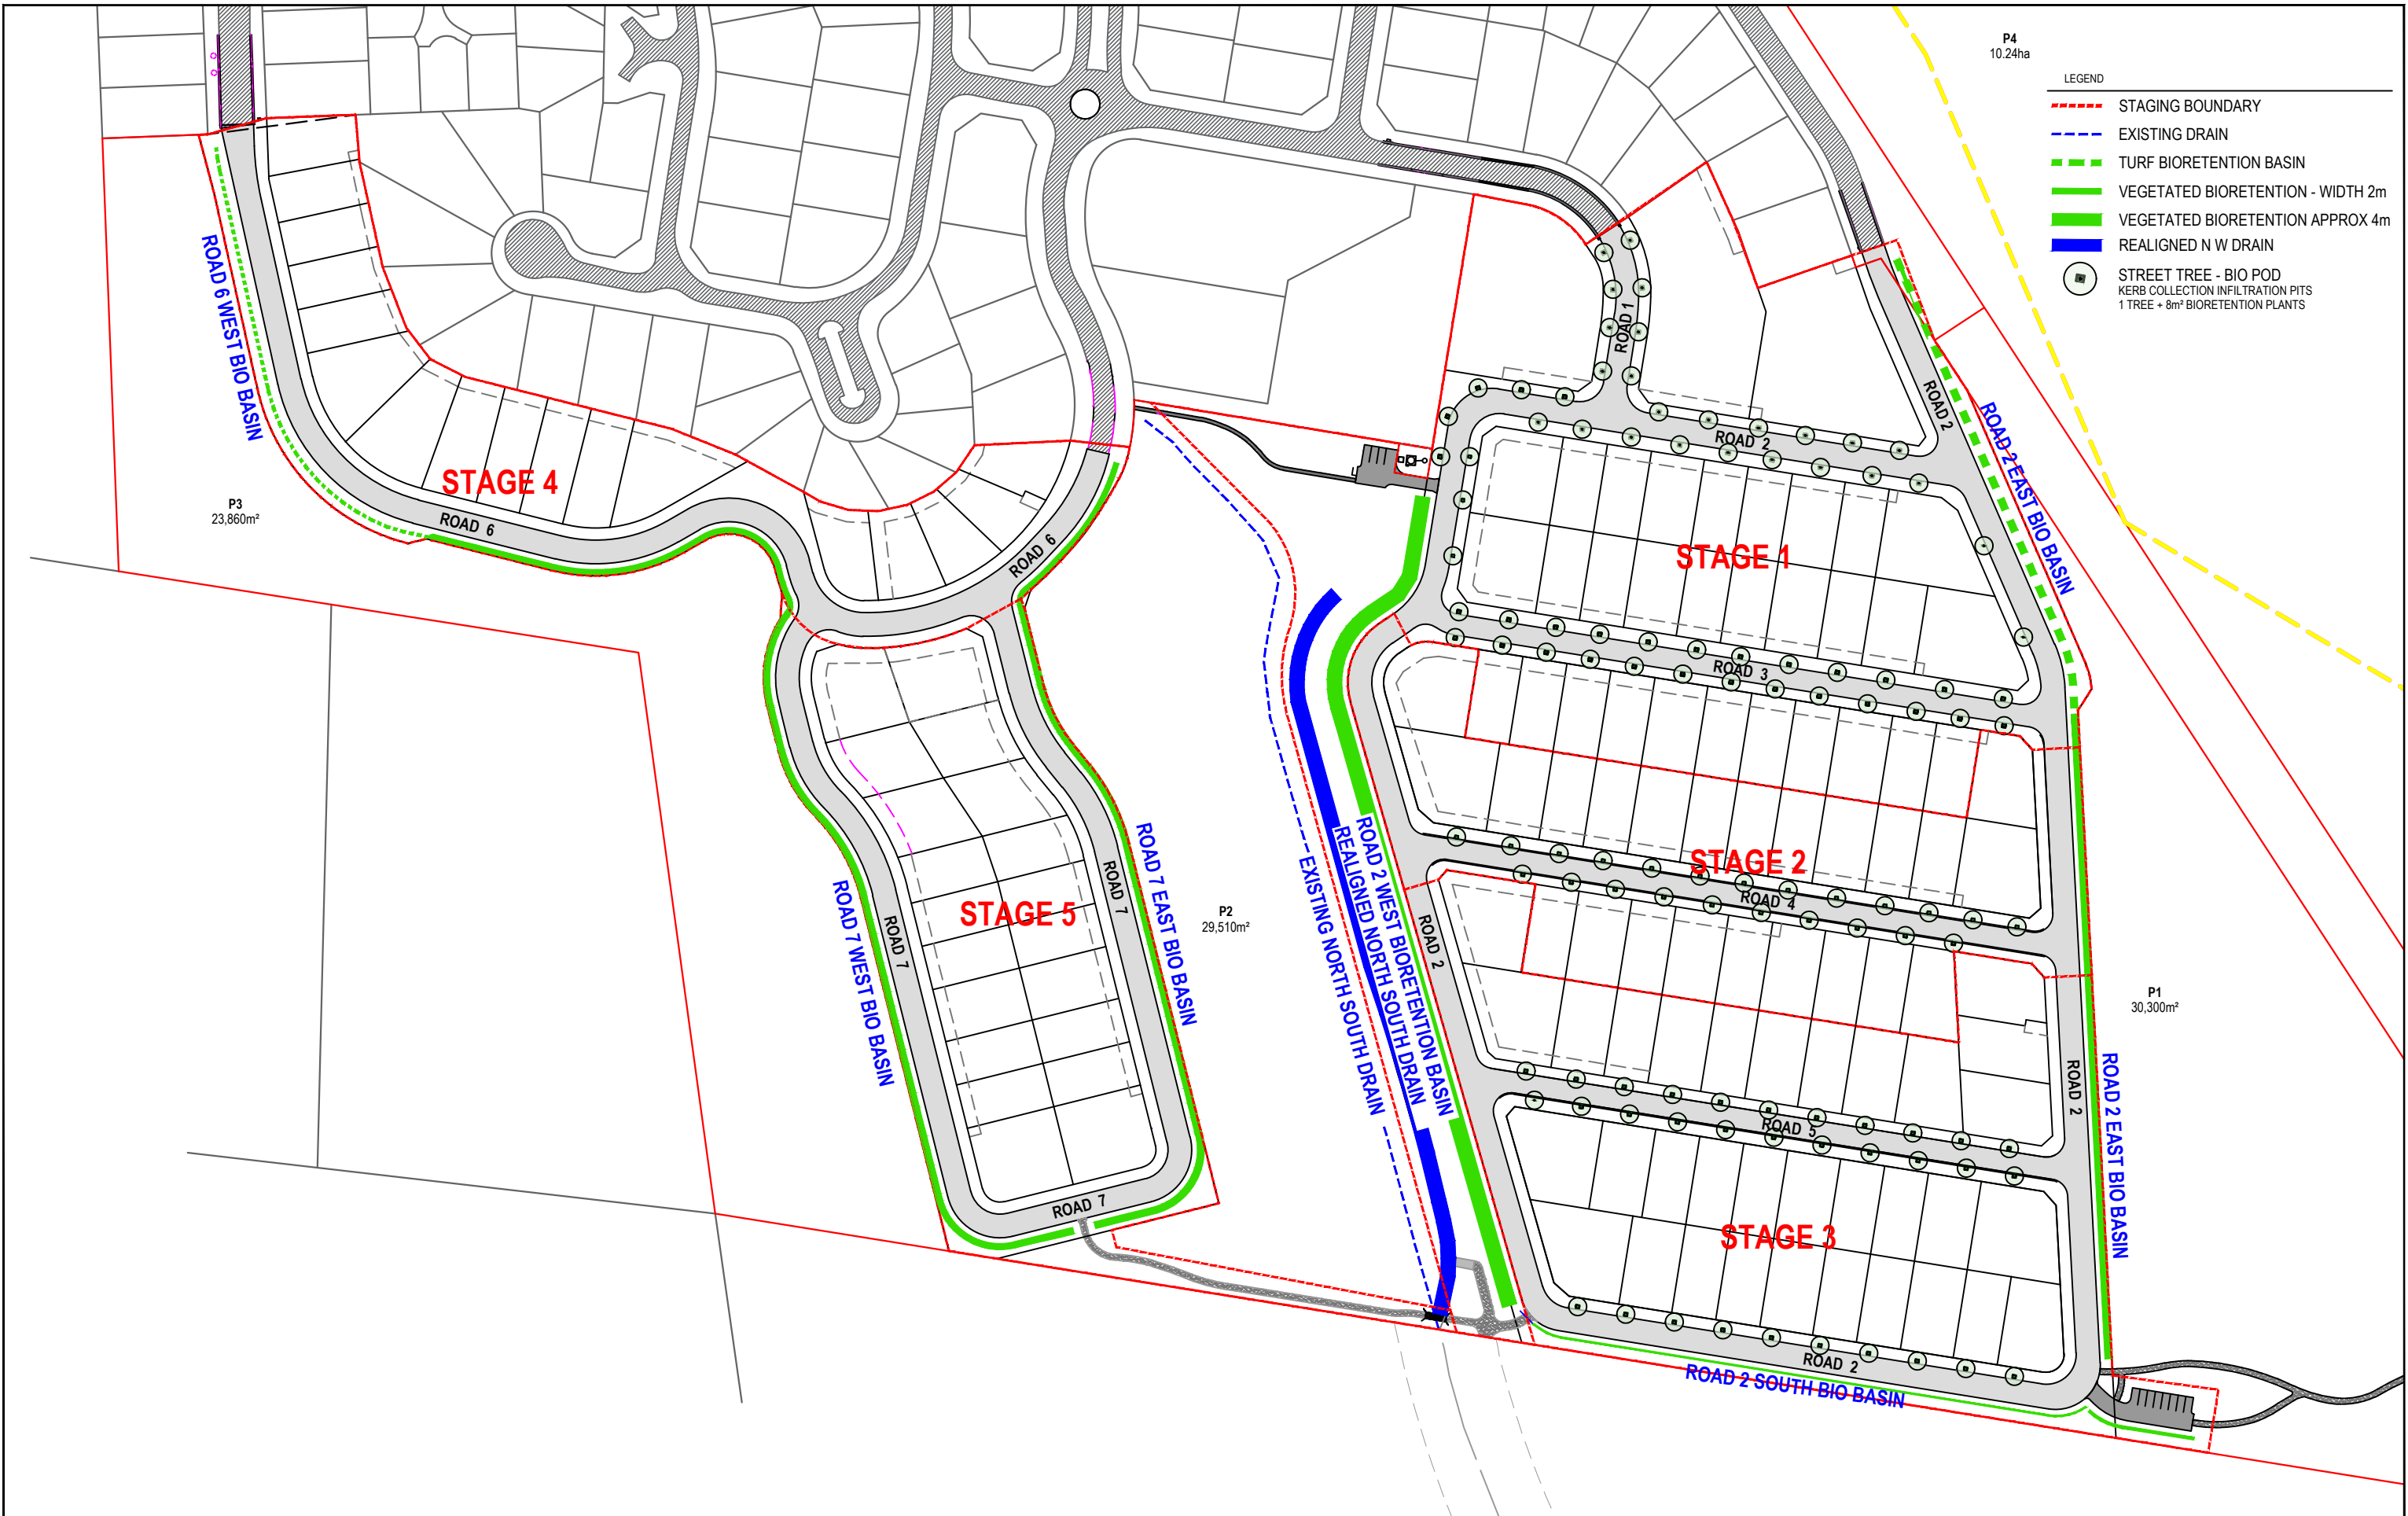 P4
10.24ha
LEGEND
STAGING BOUNDARY
EXISTING DRAIN
TURF BIORETENTION BASIN
VEGETATED BIORETENTION - WIDTH 2m
VEGETATED BIORETENTION APPROX 4m
REALIGNED N W DRAIN
STREET TREE - BIO POD
KERB COLLECTION INFILTRATION PITS
1 TREE + 8m² BIORETENTION PLANTS
ROAD 6 WEST BIO BASIN
ROAD 1
ROAD 2
ROAD 2
ROAD 2 EAST BIO BASIN
STAGE 4
P3
23,860m²
ROAD 6
ROAD 6
STAGE 1
ROAD 3
STAGE 5
ROAD 7
ROAD 7
ROAD 7 EAST BIO BASIN
ROAD 7 WEST BIO BASIN
P2
29,510m²
EXISTING NORTH SOUTH DRAIN
REALIGNED NORTH SOUTH DRAIN
ROAD 2 WEST BIORETENTION BASIN
ROAD 2
STAGE 2
ROAD 4
P1
30,300m²
ROAD 2
ROAD 2 EAST BIO BASIN
ROAD 5
ROAD 7
STAGE 3
ROAD 2
ROAD 2 SOUTH BIO BASIN